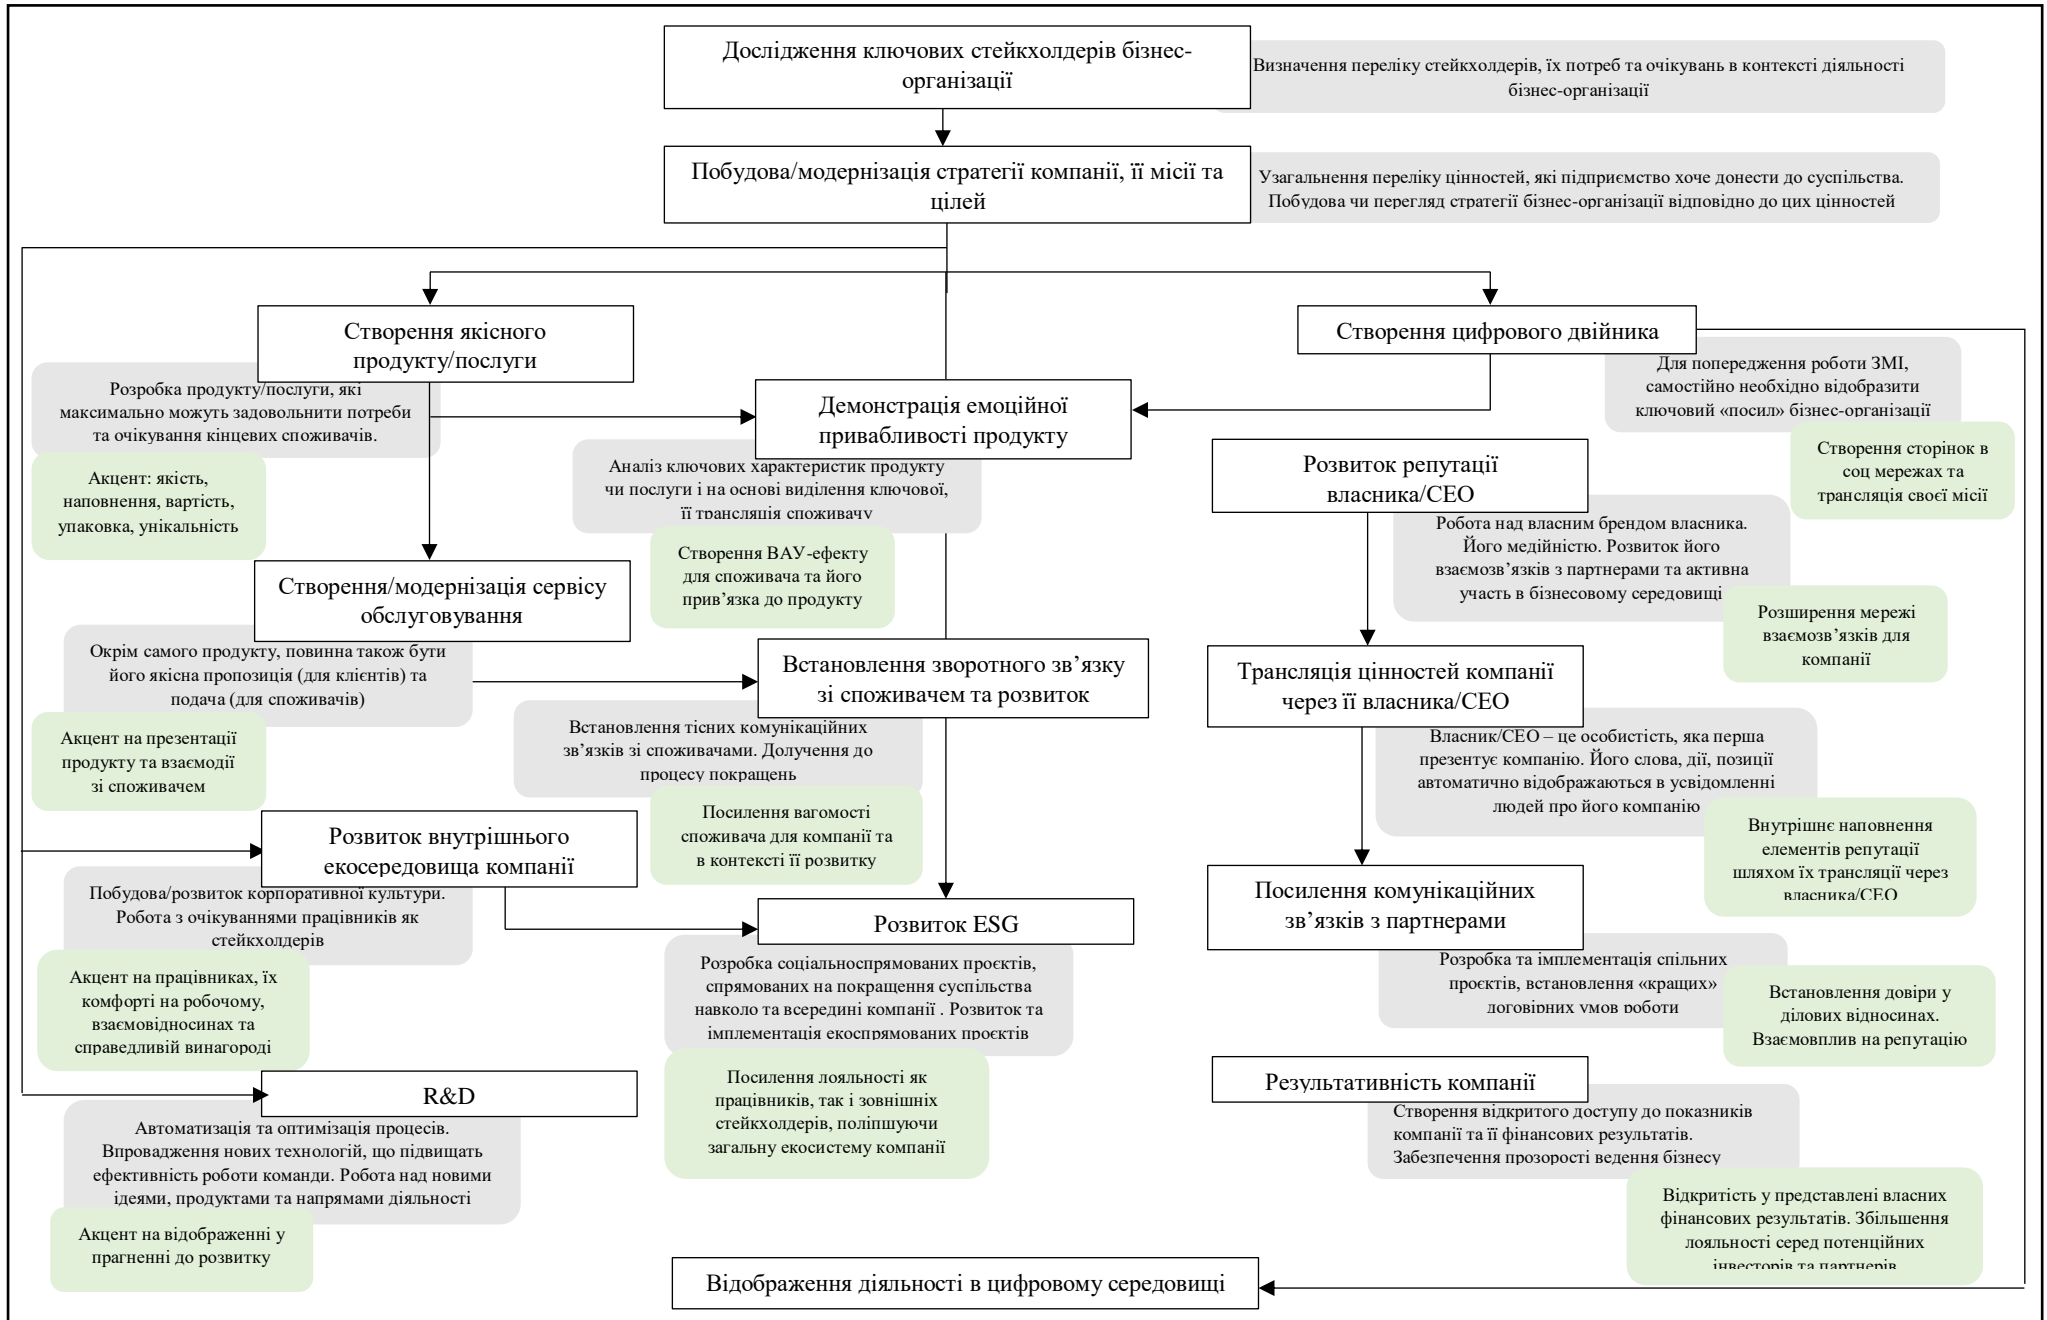 Дослідження ключових стейкхолдерів бізнес-
організації
Визначення переліку стейкхолдерів, їх потреб та очікувань в контексті діяльності
бізнес-організації
Побудова/модернізація стратегії компанії, її місії та
цілей
Узагальнення переліку цінностей, які підприємство хоче донести до суспільства.
Побудова чи перегляд стратегії бізнес-організації відповідно до цих цінностей
Створення якісного
продукту/послуги
Розробка продукту/послуги, які
максимально можуть задовольнити потреби
та очікування кінцевих споживачів.
Акцент: якість,
наповнення, вартість,
упаковка, унікальність
Створення цифрового двійника
Для попередження роботи ЗМІ,
самостійно необхідно відобразити
ключовий «посил» бізнес-організації
Створення сторінок в
соц мережах та
трансляція своєї місії
Демонстрація емоційної
привабливості продукту
Аналіз ключових характеристик продукту
чи послуги і на основі виділення ключової,
її трансляція споживачу
Створення ВАУ-ефекту
для споживача та його
прив’язка до продукту
Розвиток репутації
власника/СЕО
Робота над власним брендом власника.
Його медійністю. Розвиток його
взаємозв’язків з партнерами та активна
участь в бізнесовому середовищі
Розширення мережі
взаємозв’язків для
компанії
Створення/модернізація сервісу
обслуговування
Окрім самого продукту, повинна також бути
його якісна пропозиція (для клієнтів) та
подача (для споживачів)
Акцент на презентації
продукту та взаємодії
зі споживачем
Встановлення зворотного зв’язку
зі споживачем та розвиток
Встановлення тісних комунікаційних
зв’язків зі споживачами. Долучення до
процесу покращень
Посилення вагомості
споживача для компанії та
в контексті її розвитку
Трансляція цінностей компанії
через її власника/СЕО
Власник/СЕО – це особистість, яка перша
презентує компанію. Його слова, дії, позиції
автоматично відображаються в усвідомленні
людей про його компанію
Внутрішнє наповнення
елементів репутації
шляхом їх трансляції через
власника/СЕО
Розвиток внутрішнього
екосередовища компанії
Побудова/розвиток корпоративної культури.
Робота з очікуваннями працівників як
стейкхолдерів
Акцент на працівниках, їх
комфорті на робочому,
взаємовідносинах та
справедливій винагороді
Розвиток ESG
Розробка соціальноспрямованих проєктів,
спрямованих на покращення суспільства
навколо та всередині компанії . Розвиток та
імплементація екоспрямованих проєктів
Посилення лояльності як
працівників, так і зовнішніх
стейкхолдерів, поліпшуючи
загальну екосистему компанії
Посилення комунікаційних
зв’язків з партнерами
Розробка та імплементація спільних
проєктів, встановлення «кращих»
договірних умов роботи
Встановлення довіри у
ділових відносинах.
Взаємовплив на репутацію
R&D
Автоматизація та оптимізація процесів.
Впровадження нових технологій, що підвищать
ефективність роботи команди. Робота над новими
ідеями, продуктами та напрямами діяльності
Акцент на відображенні у
прагненні до розвитку
Результативність компанії
Створення відкритого доступу до показників
компанії та її фінансових результатів.
Забезпечення прозорості ведення бізнесу
Відкритість у представлені власних
фінансових результатів. Збільшення
лояльності серед потенційних
інвесторів та партнерів
Відображення діяльності в цифровому середовищі